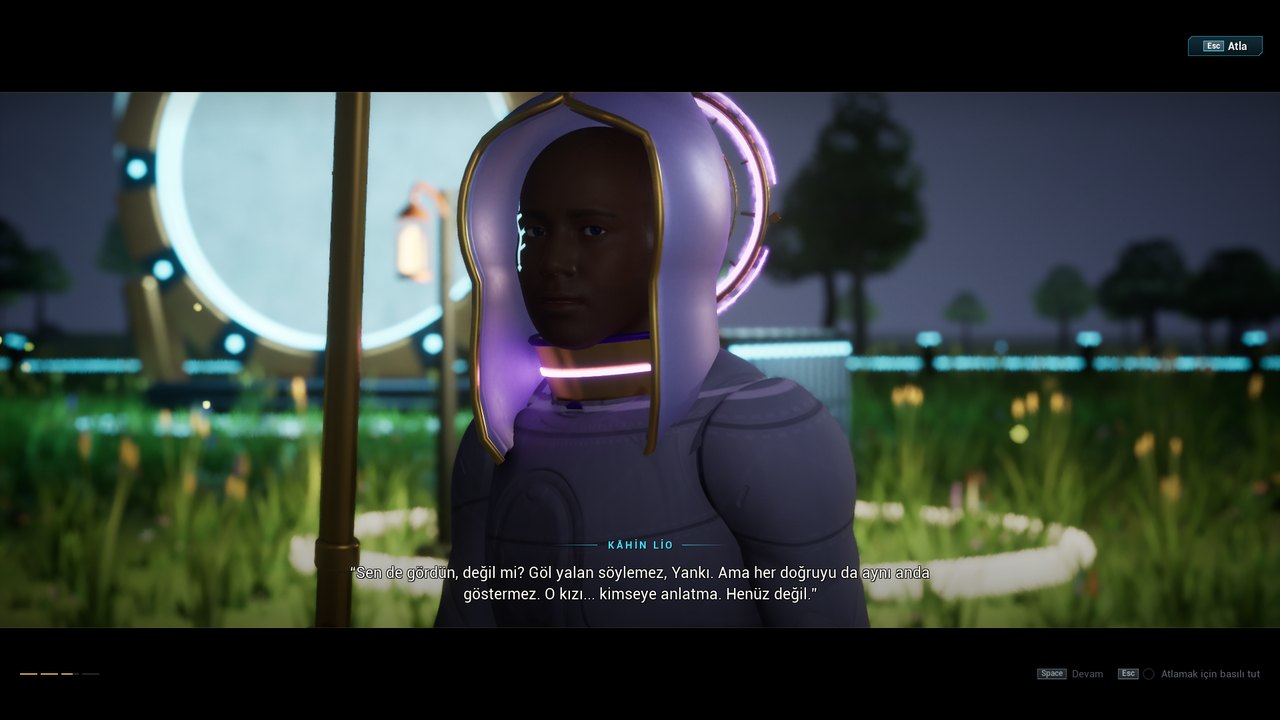 Esc Atla
KÂHİN LİO
“Sen de gördün, değil mi? Göl yalan söylemez, Yankı. Ama her doğruyu da aynı anda
göstermez. O kızı... kimseye anlatma. Henüz değil.”
Space Devam Esc Atlamak için basılı tut